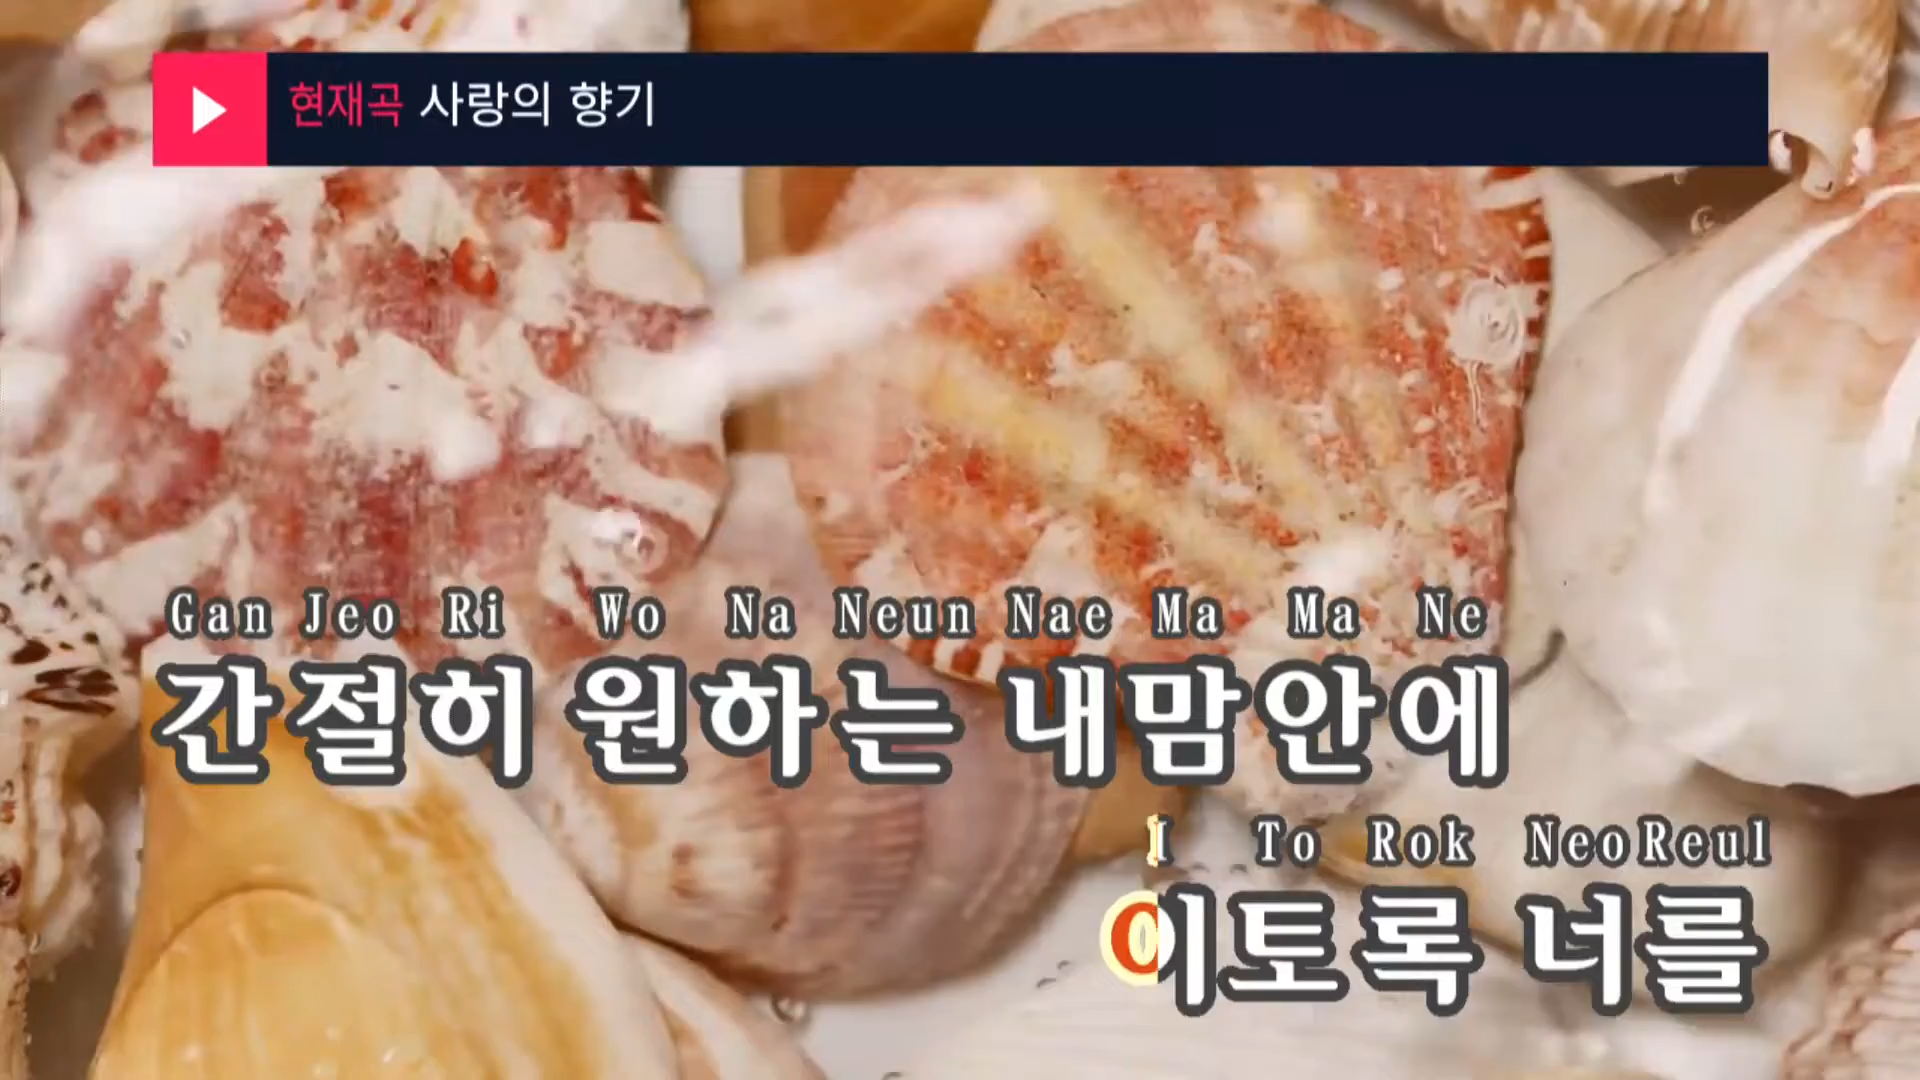 현재곡 사랑의 향기
Gan Jeo Ri Wo Na Neun Nae Ma Ma Ne
간절히 원하는 내맘안에
I To Rok Neo Reul
이토록 너를